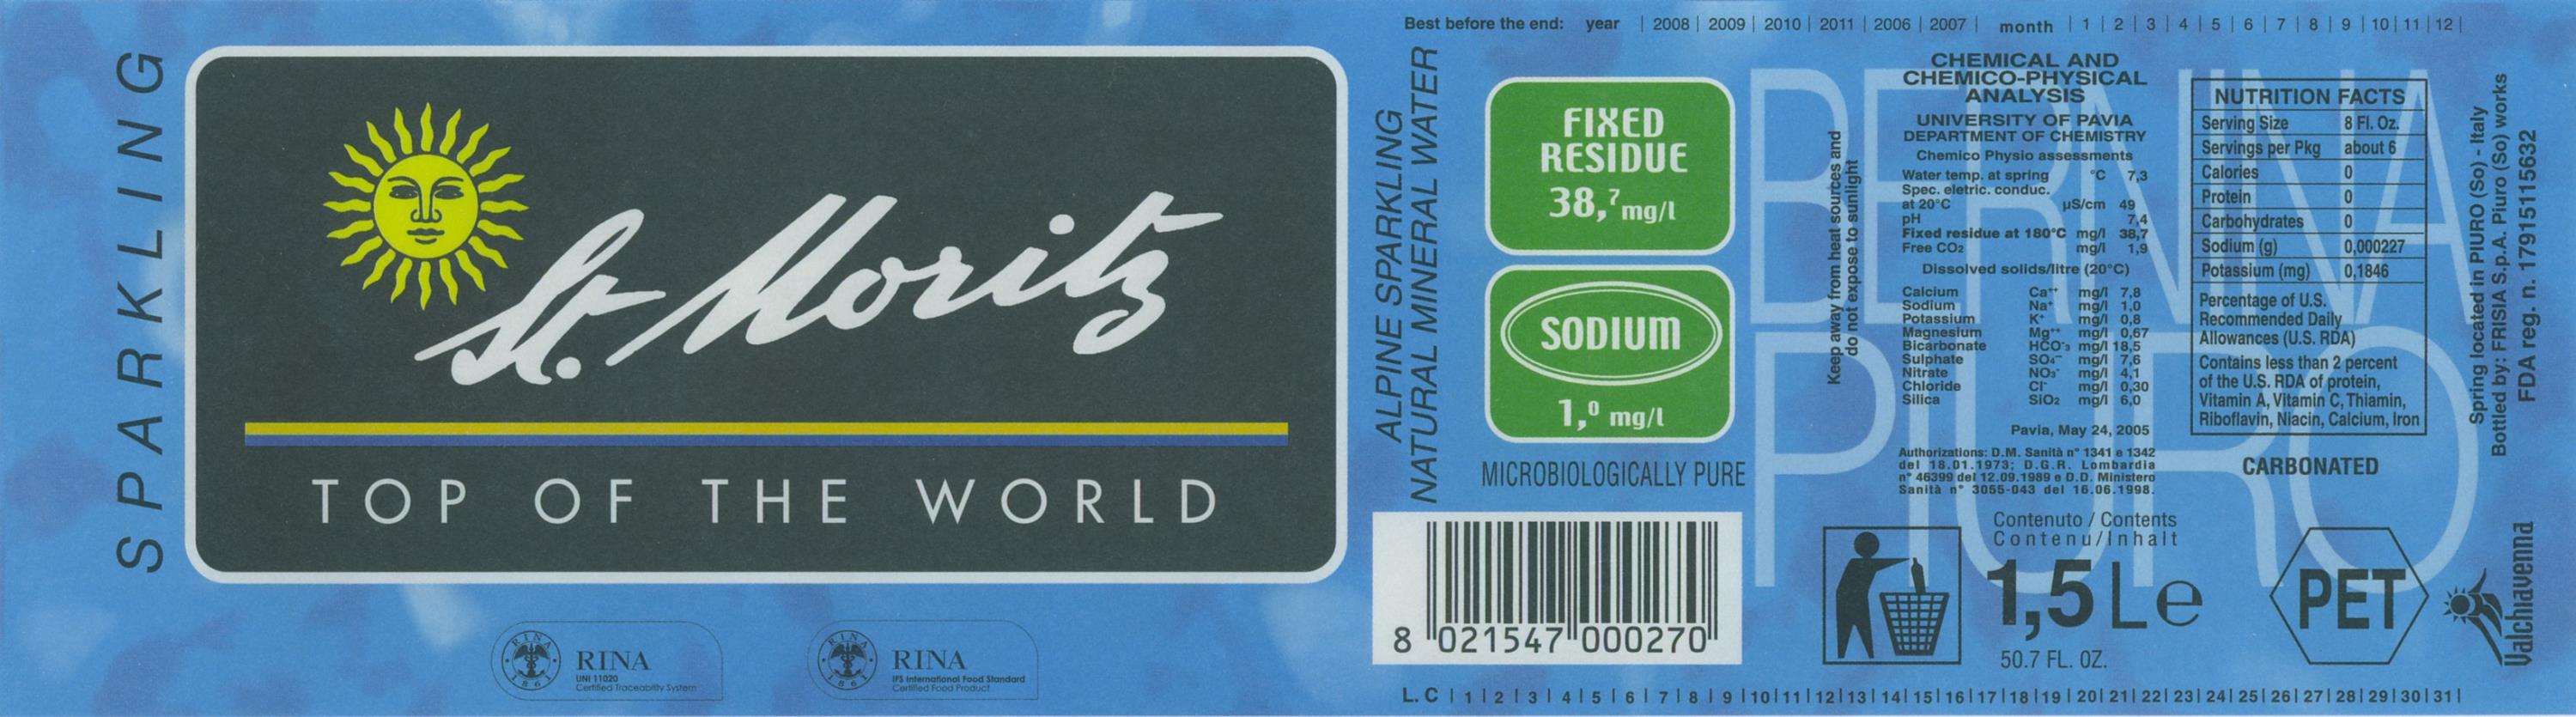 SPARKLING
St. Moritz
TOP OF THE WORLD
RINA
1861
RINA
UNI 11020
Certified Traceability System
RINA
1861
RINA
IFS International Food Standard
Certified Food Product
ALPINE SPARKLING
NATURAL MINERAL WATER
Best before the end: year | 2008 | 2009 | 2010 | 2011 | 2006 | 2007 | month | 1 | 2 | 3 | 4 | 5 | 6 | 7 | 8 | 9 | 10 | 11 | 12 |
FIXED
RESIDUE
38,7 mg/l
SODIUM
1,0 mg/l
MICROBIOLOGICALLY PURE
8 021547 000270
BERNINA
PIURO
Keep away from heat sources and
do not expose to sunlight
CHEMICAL AND
CHEMICO-PHYSICAL
ANALYSIS
UNIVERSITY OF PAVIA
DEPARTMENT OF CHEMISTRY
Chemico Physio assessments
Water temp. at spring °C 7,3
Spec. eletric. conduc.
at 20°C µS/cm 49
pH 7,4
Fixed residue at 180°C mg/l 38,7
Free CO2 mg/l 1,9
Dissolved solids/litre (20°C)
Calcium Ca++ mg/l 7,8
Sodium Na+ mg/l 1,0
Potassium K+ mg/l 0,8
Magnesium Mg++ mg/l 0,67
Bicarbonate HCO-3 mg/l 18,5
Sulphate SO4-- mg/l 7,6
Nitrate NO3- mg/l 4,1
Chloride Cl- mg/l 0,30
Silica SiO2 mg/l 6,0
Pavia, May 24, 2005
Authorizations: D.M. Sanità n° 1341 e 1342
del 18.01.1973; D.G.R. Lombardia
n° 46399 del 12.09.1989 e D.D. Ministero
Sanità n° 3055-043 del 16.06.1998.
Contenuto / Contents
Contenu/Inhalt
1,5 L e
50.7 FL. OZ.
NUTRITION FACTS
Serving Size 8 Fl. Oz.
Servings per Pkg about 6
Calories 0
Protein 0
Carbohydrates 0
Sodium (g) 0,000227
Potassium (mg) 0,1846
Percentage of U.S.
Recommended Daily
Allowances (U.S. RDA)
Contains less than 2 percent
of the U.S. RDA of protein,
Vitamin A, Vitamin C, Thiamin,
Riboflavin, Niacin, Calcium, Iron
CARBONATED
PET
Spring located in PIURO (So) - Italy
Bottled by: FRISIA S.p.A. Piuro (So) works
FDA reg. n. 17915115632
Valchiavenna
L. C | 1 | 2 | 3 | 4 | 5 | 6 | 7 | 8 | 9 | 10 | 11 | 12 | 13 | 14 | 15 | 16 | 17 | 18 | 19 | 20 | 21 | 22 | 23 | 24 | 25 | 26 | 27 | 28 | 29 | 30 | 31 |